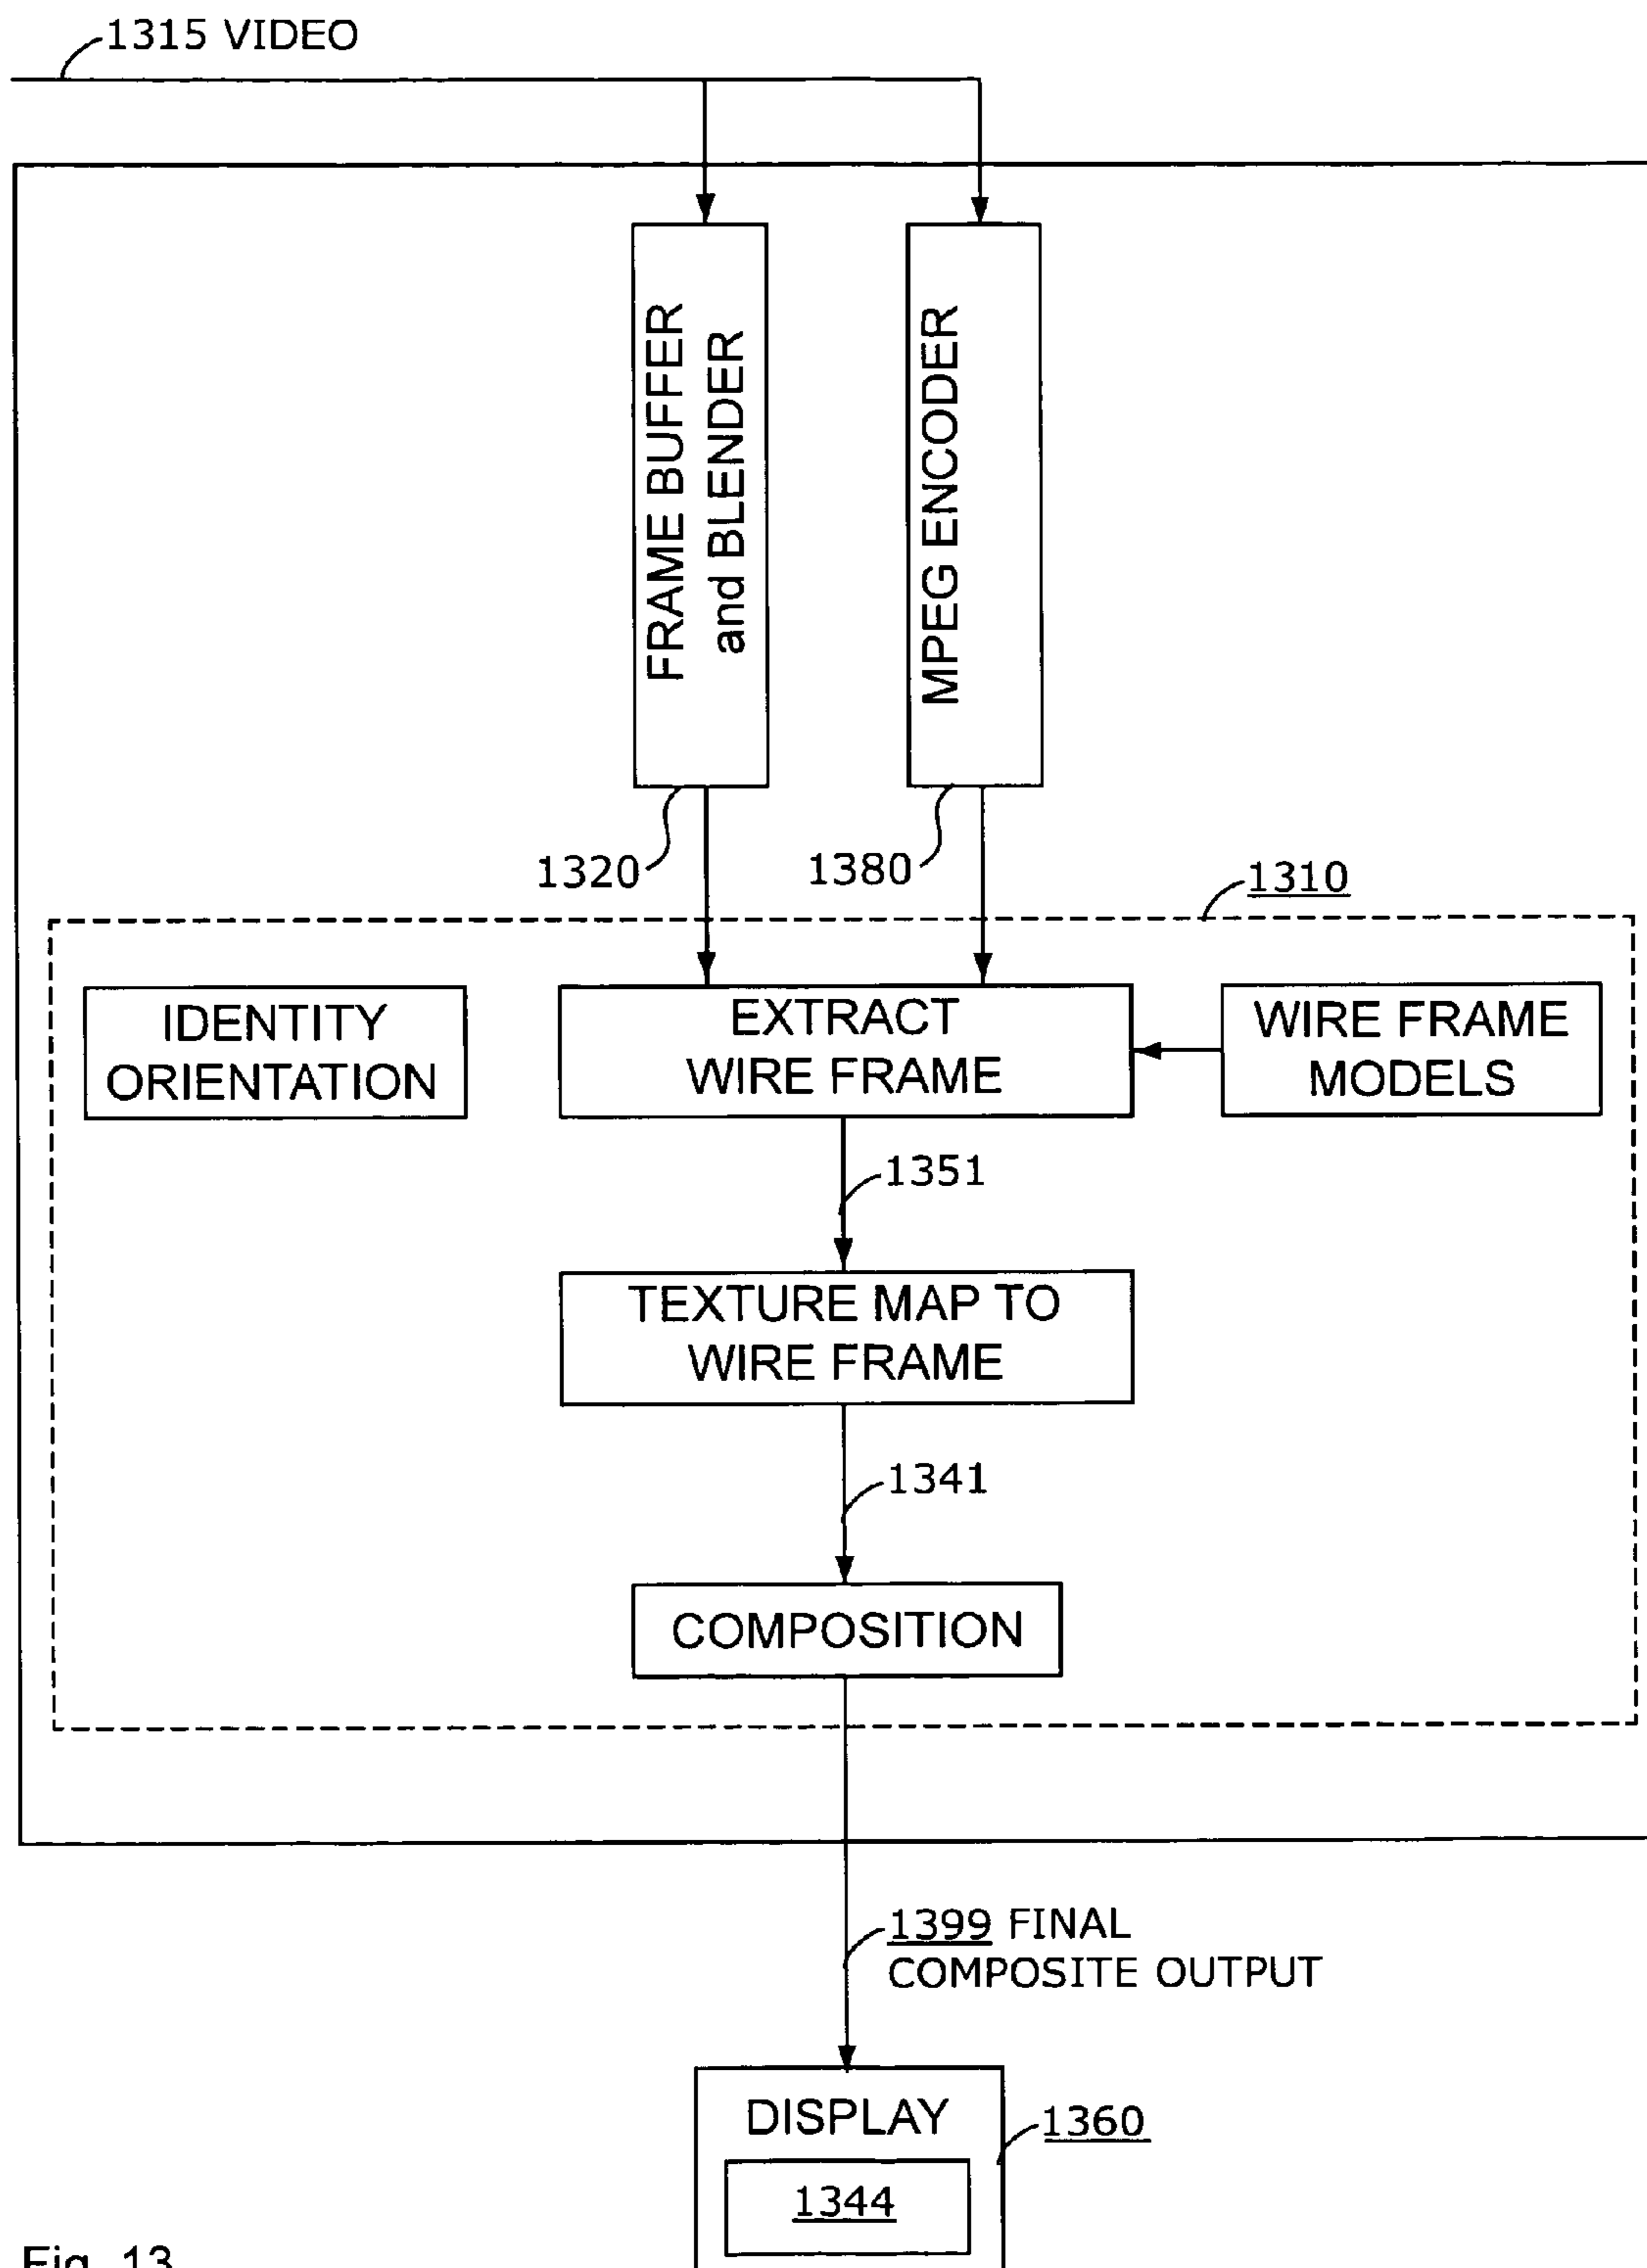 1315 VIDEO
FRAME BUFFER
and BLENDER
MPEG ENCODER
1320
1380
1310
IDENTITY
ORIENTATION
EXTRACT
WIRE FRAME
WIRE FRAME
MODELS
1351
TEXTURE MAP TO
WIRE FRAME
1341
COMPOSITION
1399 FINAL
COMPOSITE OUTPUT
DISPLAY
1360
1344
Fig. 13